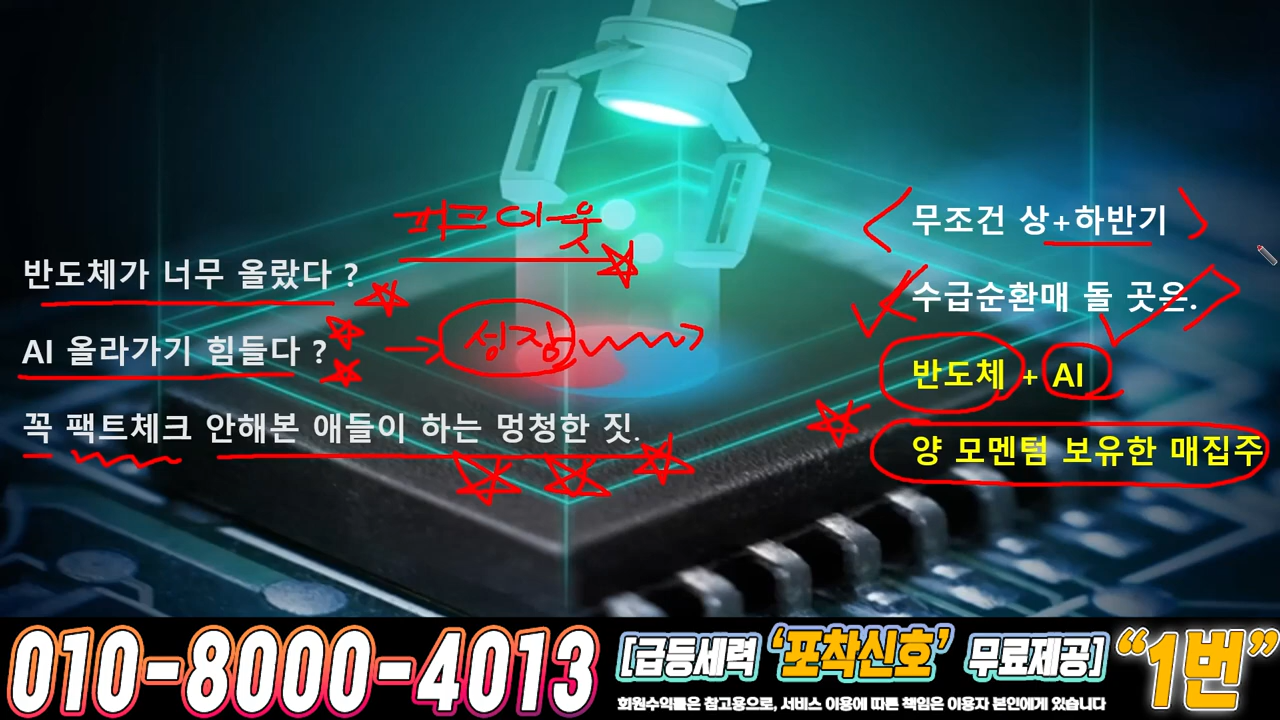 피크아웃
반도체가 너무 올랐다 ?
AI 올라가기 힘들다 ?
성장
꼭 팩트체크 안해본 애들이 하는 멍청한 짓.
무조건 상+하반기
수급순환매 돌 곳은.
반도체 + AI
양 모멘텀 보유한 매집주
010-8000-4013
[급등세력 ‘포착신호’ 무료제공] “1번”
회원수익률은 참고용으로, 서비스 이용에 따른 책임은 이용자 본인에게 있습니다